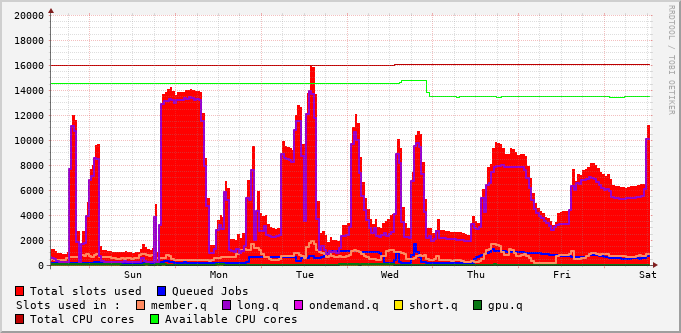 20000
18000
16000
14000
12000
10000
8000
6000
4000
2000
0
Sun Mon Tue Wed Thu Fri Sat
RRDTOOL / TOBI OETIKER
Total slots used Queued Jobs
Slots used in : member.q long.q ondemand.q short.q gpu.q
Total CPU cores Available CPU cores